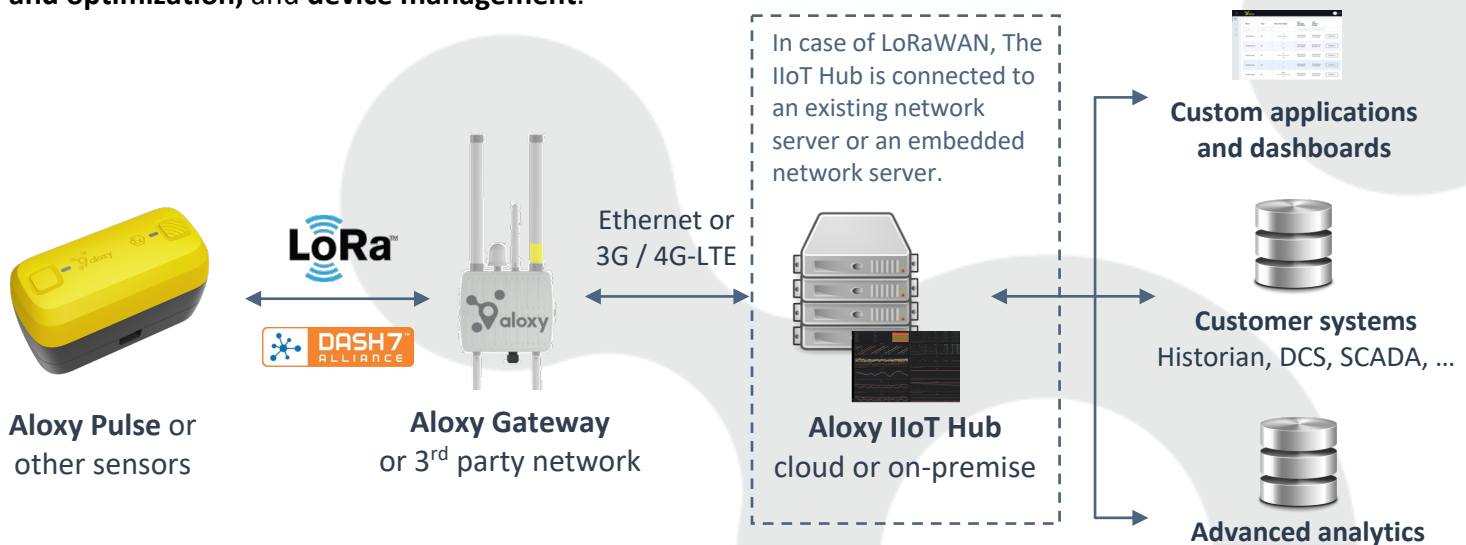 and optimization, and device management.
In case of LoRaWAN, The
IIoT Hub is connected to
an existing network
server or an embedded
network server.
Custom applications
and dashboards
LoRa™
Ethernet or
3G / 4G-LTE
aloxy
aloxy
DASH7™
ALLIANCE
Customer systems
Historian, DCS, SCADA, ...
Aloxy Pulse or
other sensors
Aloxy Gateway
or 3rd party network
Aloxy IIoT Hub
cloud or on-premise
Advanced analytics